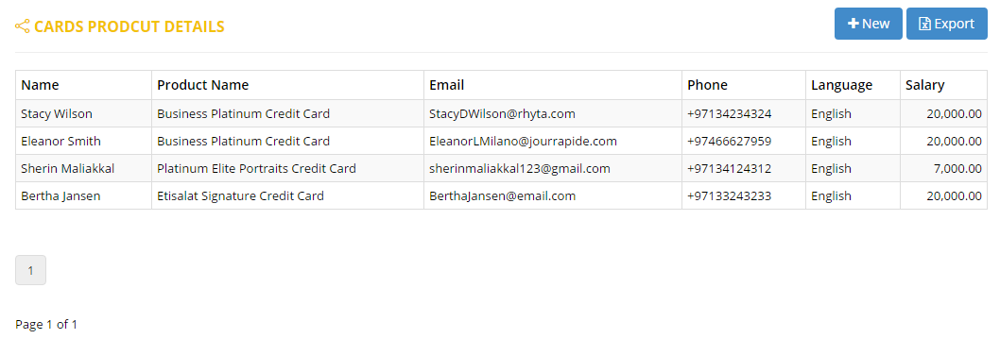 CARDS PRODCUT DETAILS
New
Export
Name Product Name Email Phone Language Salary
Stacy Wilson Business Platinum Credit Card StacyDWilson@rhyta.com +97134234324 English 20,000.00
Eleanor Smith Business Platinum Credit Card EleanorLMilano@jourrapide.com +97466627959 English 20,000.00
Sherin Maliakkal Platinum Elite Portraits Credit Card sherinmaliakkal123@gmail.com +97134124312 English 7,000.00
Bertha Jansen Etisalat Signature Credit Card BerthaJansen@email.com +97133243233 English 20,000.00
1
Page 1 of 1